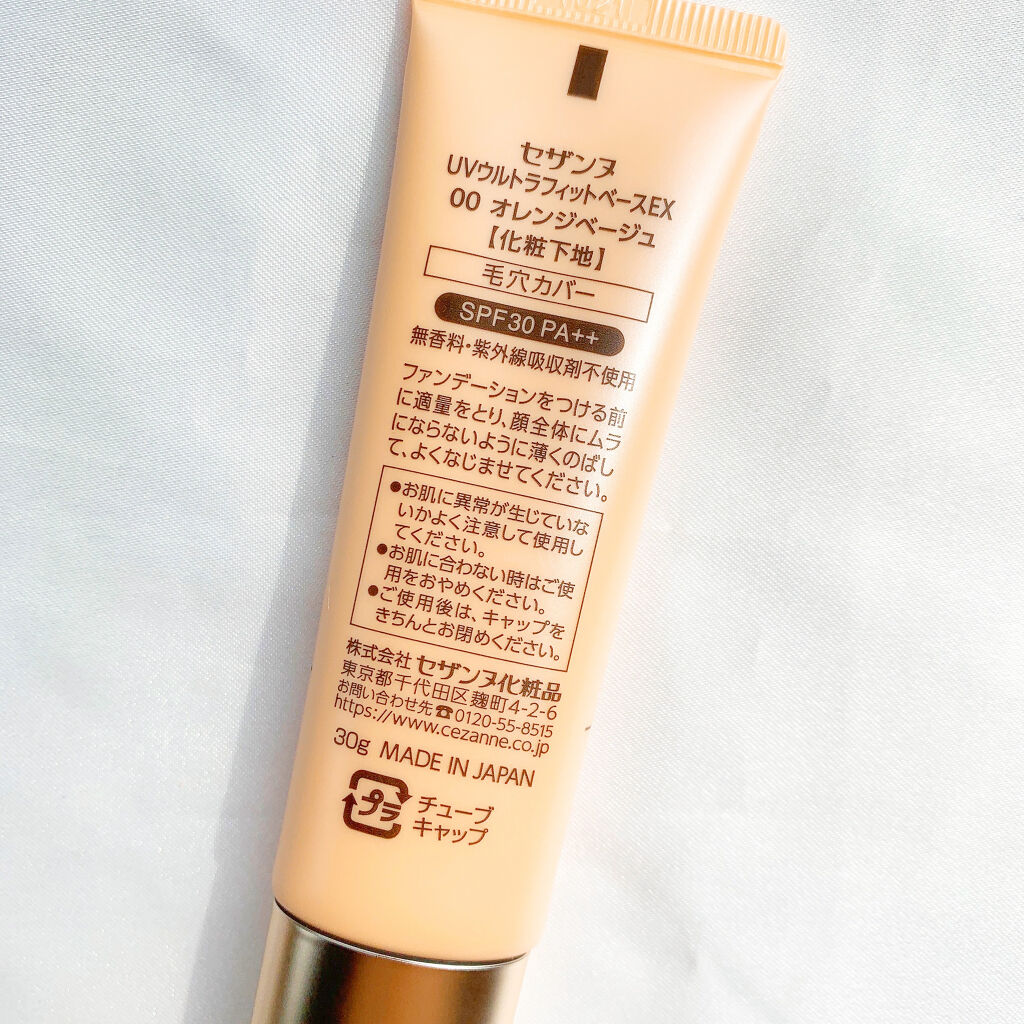 セザンヌ
UVウルトラフィットベースEX
00 オレンジベージュ
【化粧下地】
毛穴カバー
SPF30 PA++
無香料・紫外線吸収剤不使用
ファンデーションをつける前
に適量をとり、顔全体にムラ
にならないように薄くのばし
て、よくなじませてください。
●お肌に異常が生じていな
いかよく注意して使用し
てください。
●お肌に合わない時はご使
用をおやめください。
●ご使用後は、キャップを
きちんとお閉めください。
株式会社 セザンヌ化粧品
東京都千代田区麹町4-2-6
お問い合わせ先☎0120-55-8515
https://www.cezanne.co.jp
30g MADE IN JAPAN
プラ チューブ
キャップ